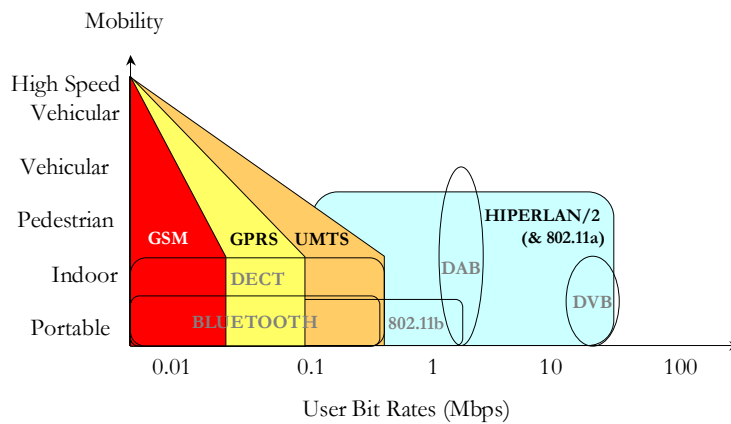 Mobility
High Speed
Vehicular
Vehicular
Pedestrian
Indoor
Portable
GSM
GPRS
UMTS
HIPERLAN/2
(& 802.11a)
DECT
DAB
DVB
BLUETOOTH
802.11b
0.01
0.1
1
10
100
User Bit Rates (Mbps)